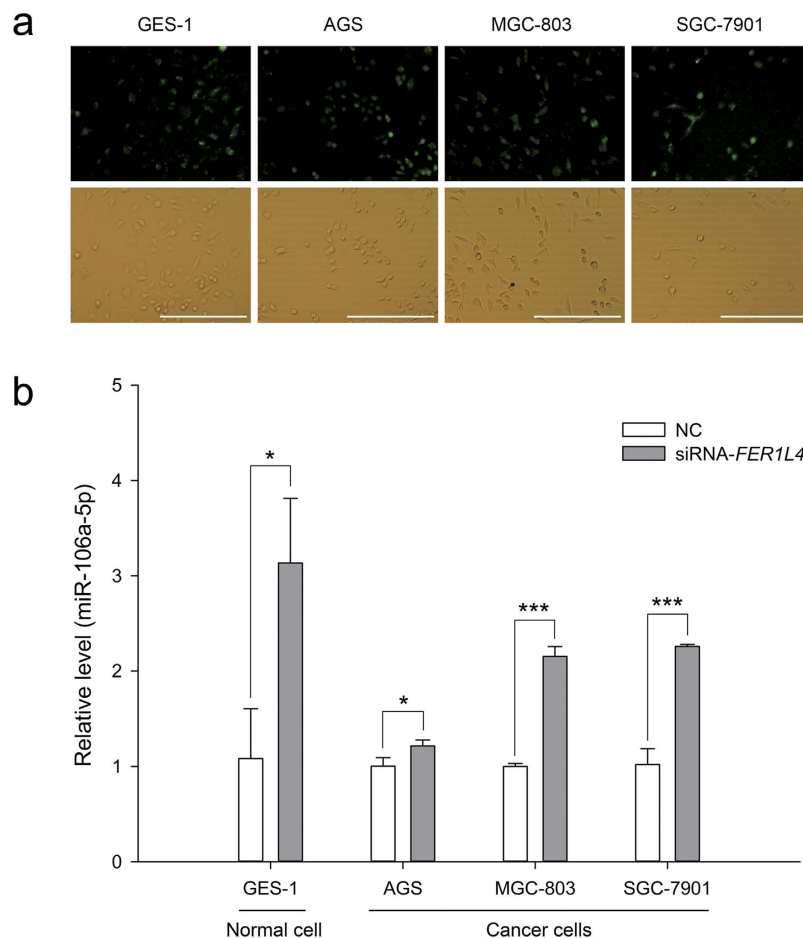 a
GES-1 AGS MGC-803 SGC-7901
b
Relative level (miR-106a-5p)
5
4
3
2
1
0
NC
siRNA-FER1L4
*
*
***
***
GES-1 AGS MGC-803 SGC-7901
Normal cell Cancer cells